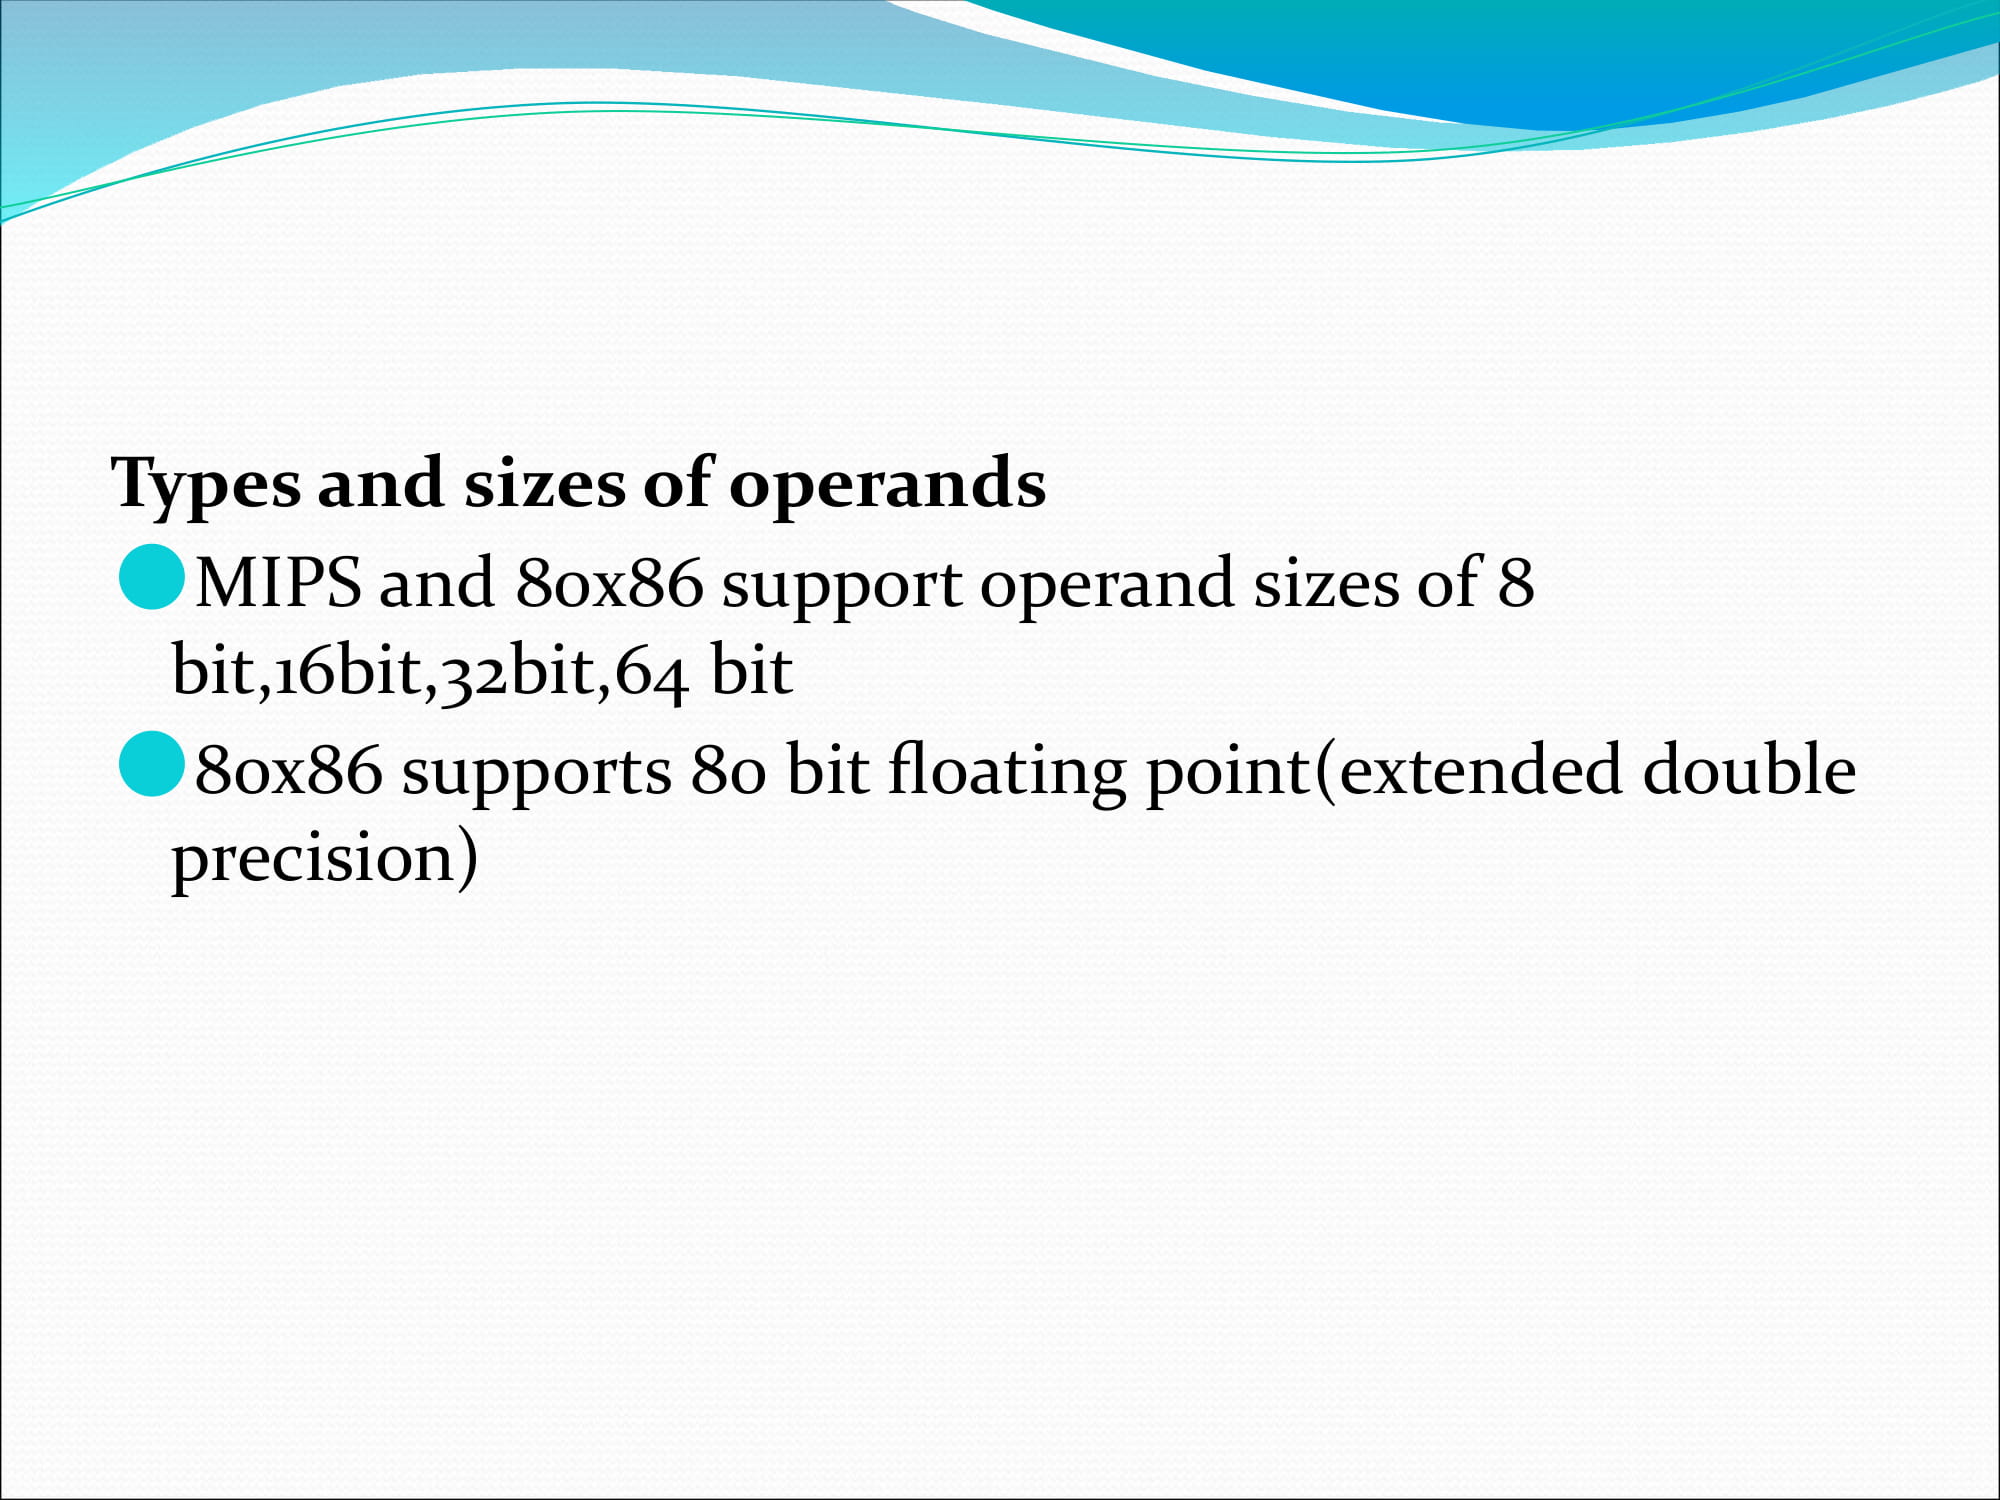 Types and sizes of operands
MIPS and 80x86 support operand sizes of 8
bit,16bit,32bit,64 bit
80x86 supports 80 bit floating point(extended double
precision)